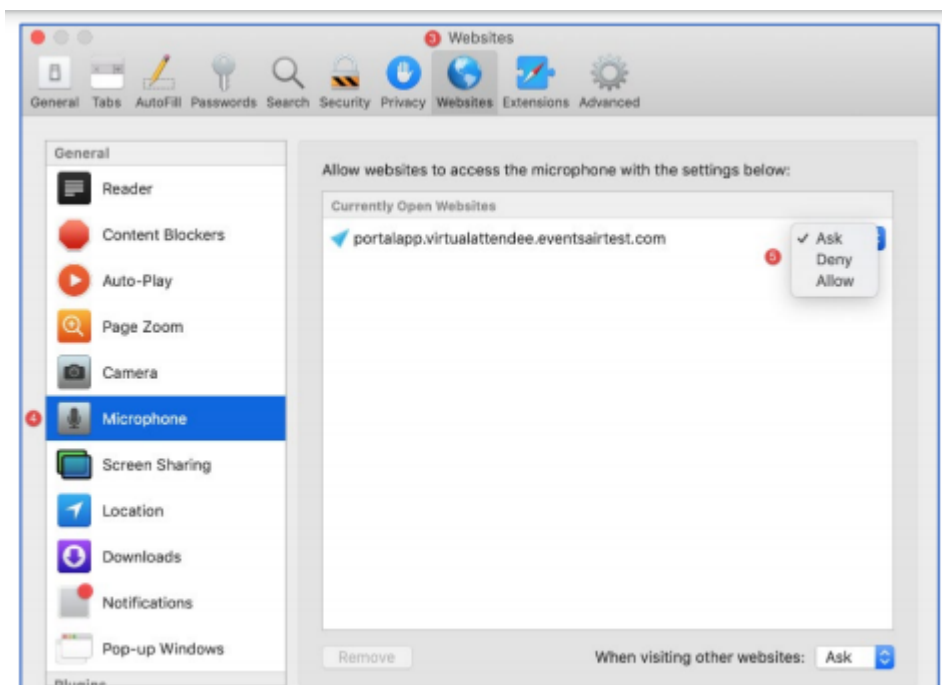 3 Websites
General Tabs AutoFill Passwords Search Security Privacy Websites Extensions Advanced
General
Reader
Content Blockers
Auto-Play
Page Zoom
Camera
4 Microphone
Screen Sharing
Location
Downloads
Notifications
Pop-up Windows
Plugins
Allow websites to access the microphone with the settings below:
Currently Open Websites
portalapp.virtualattendee.eventsairtest.com
5
✓ Ask
Deny
Allow
Remove
When visiting other websites: Ask